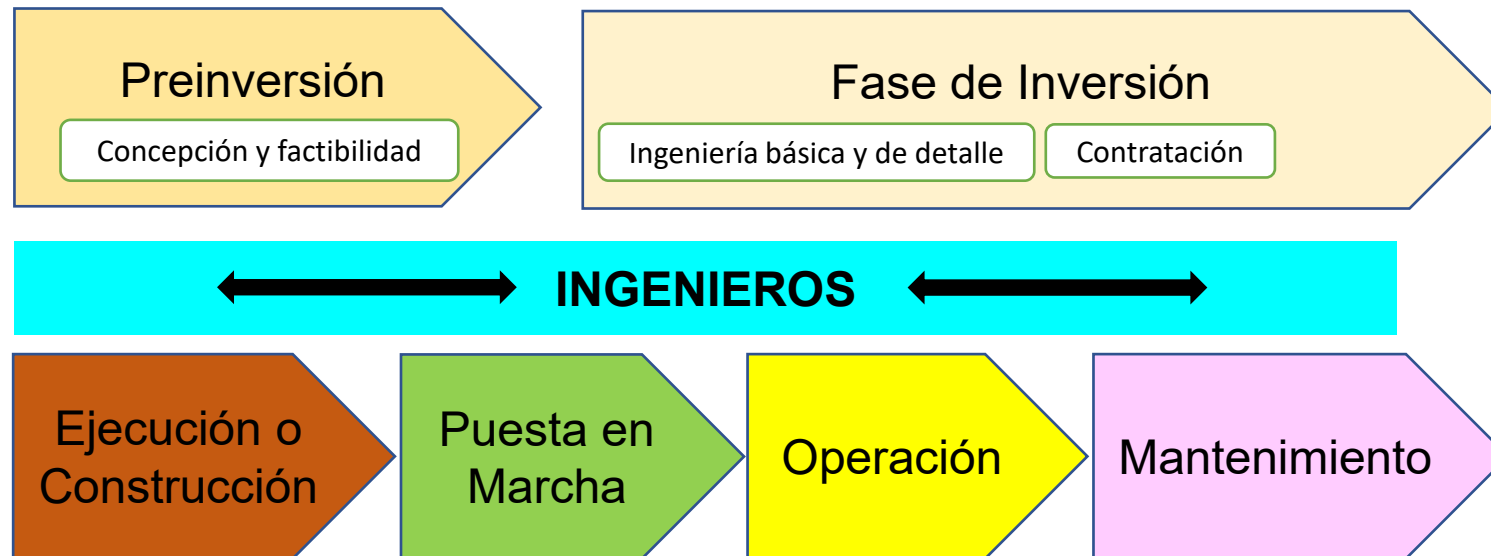 Preinversión
Concepción y factibilidad
Fase de Inversión
Ingeniería básica y de detalle
Contratación
INGENIEROS
Ejecución o
Construcción
Puesta en
Marcha
Operación
Mantenimiento